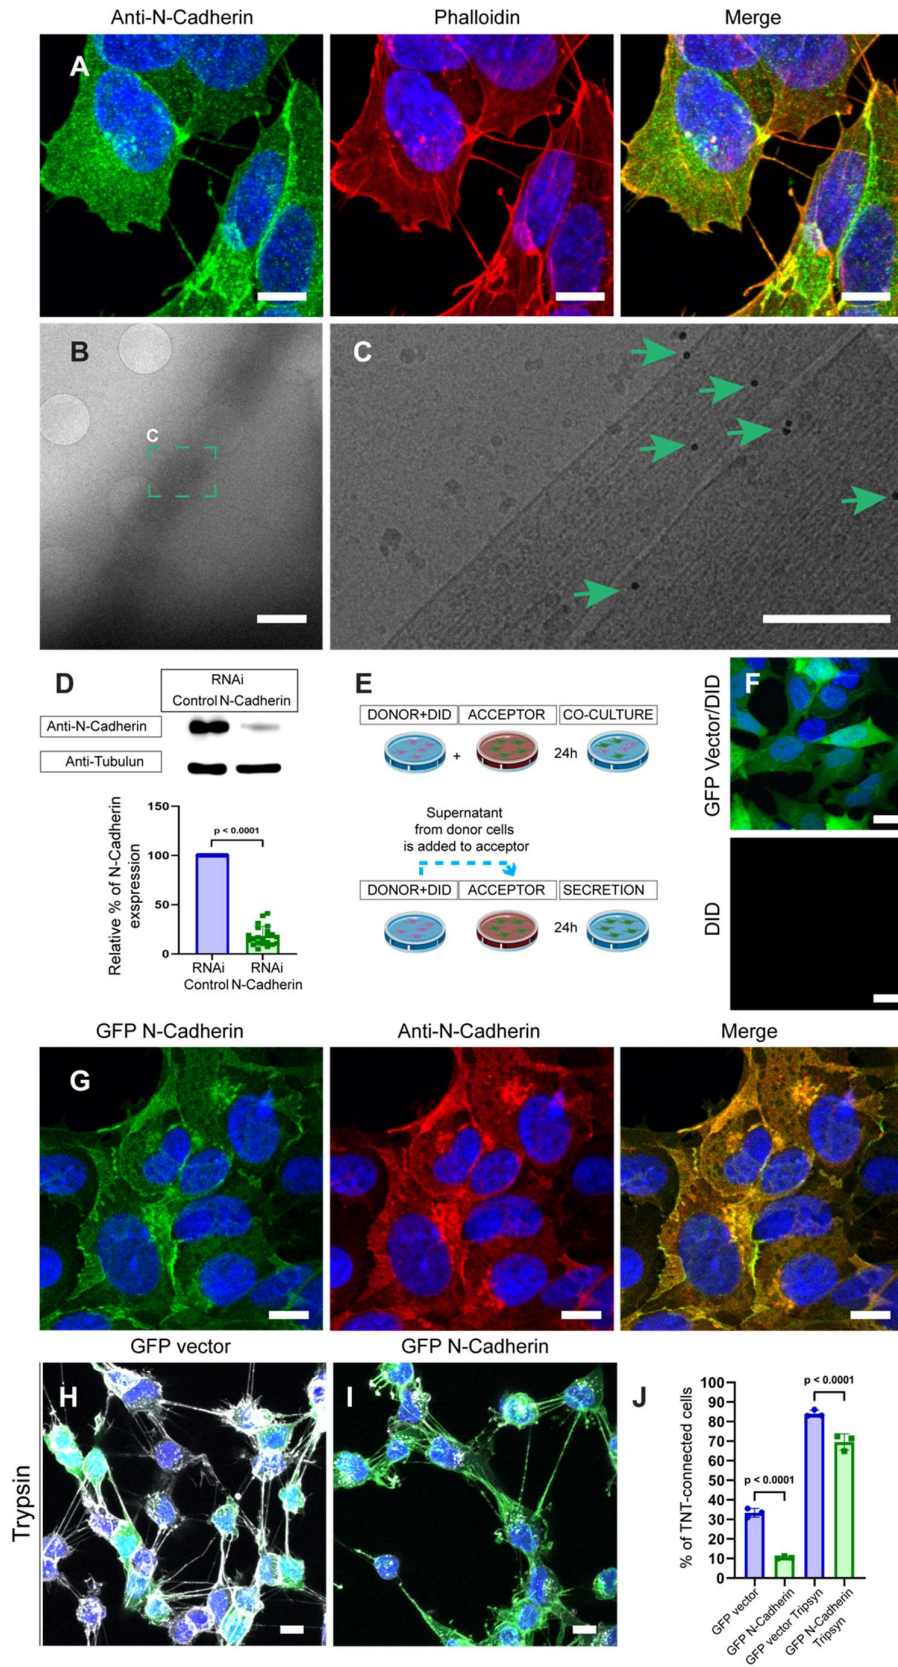 Anti-N-Cadherin Phalloidin Merge
A
B
C
C
D
RNAi
Control N-Cadherin
Anti-N-Cadherin
Anti-Tubulun
150
100
50
0
Relative % of N-Cadherin
exspression
p < 0.0001
RNAi
Control
RNAi
N-Cadherin
E
DONOR+DID ACCEPTOR CO-CULTURE
+
24h
Supernatant
from donor cells
is added to acceptor
DONOR+DID ACCEPTOR SECRETION
24h
F
GFP Vector/DID
DID
GFP N-Cadherin Anti-N-Cadherin Merge
G
GFP vector GFP N-Cadherin
Trypsin
H
I
J
% of TNT-connected cells
100
90
80
70
60
50
40
30
20
10
0
p < 0.0001
p < 0.0001
GFP vector
GFP N-Cadherin
GFP vector Tripsyn
GFP N-Cadherin
Tripsyn